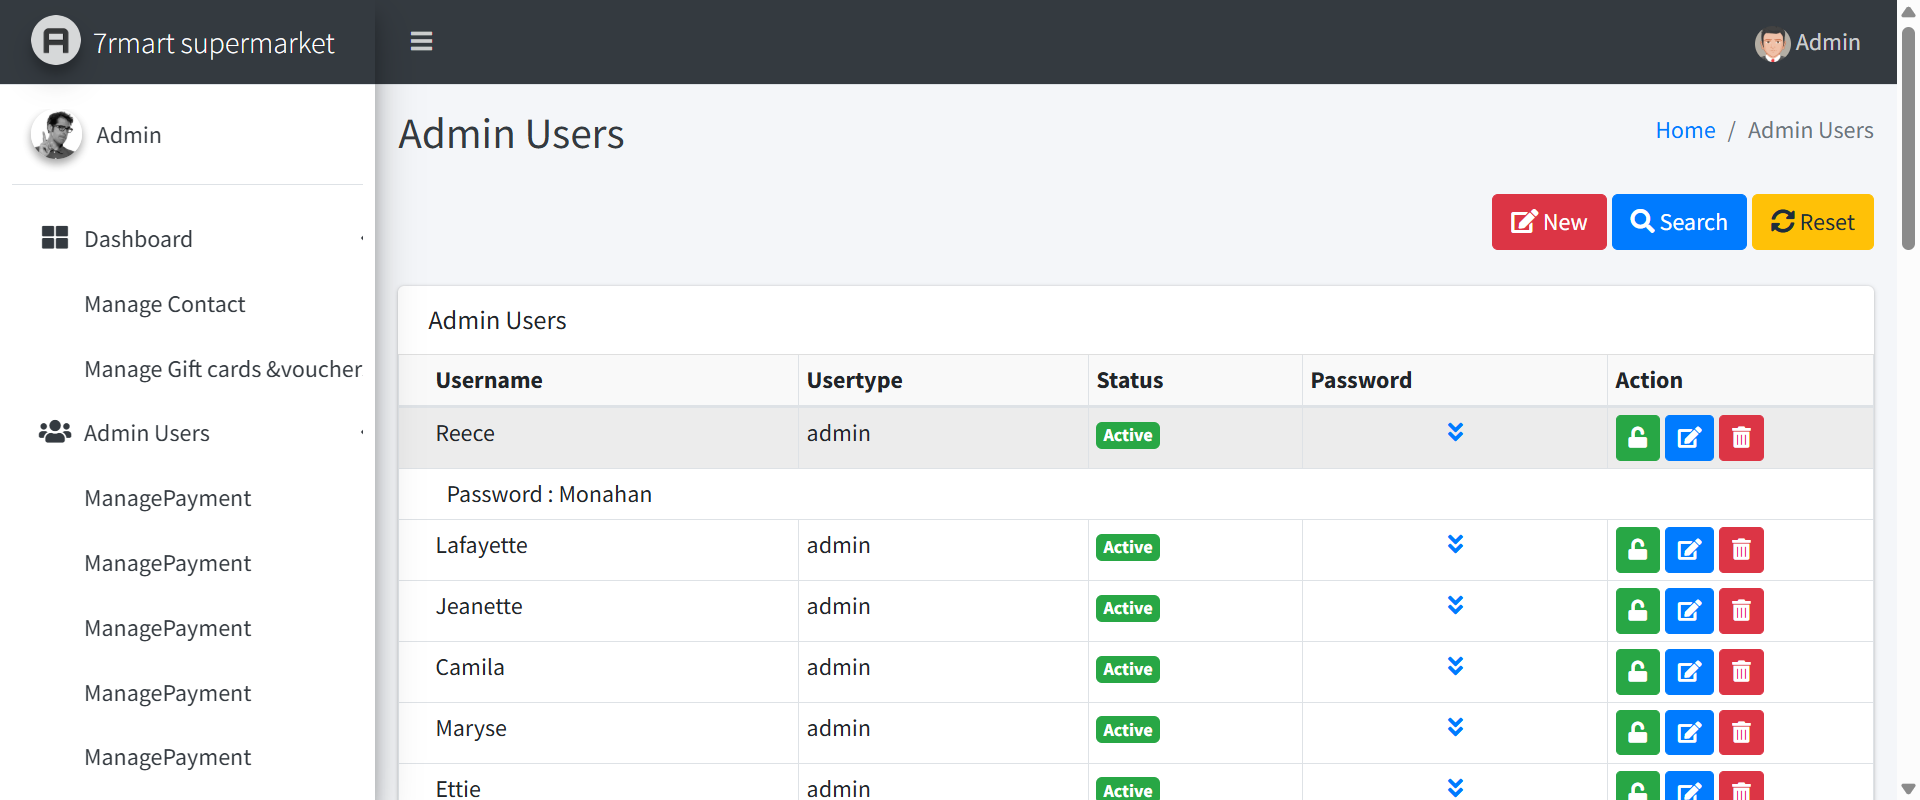 7rmart supermarket
Admin
Admin
Dashboard
Manage Contact
Manage Gift cards &voucher
Admin Users
ManagePayment
ManagePayment
ManagePayment
ManagePayment
ManagePayment
Admin Users
Home / Admin Users
New Search Reset
Admin Users
Username Usertype Status Password Action
Reece admin Active
Password : Monahan
Lafayette admin Active
Jeanette admin Active
Camila admin Active
Maryse admin Active
Ettie admin Active